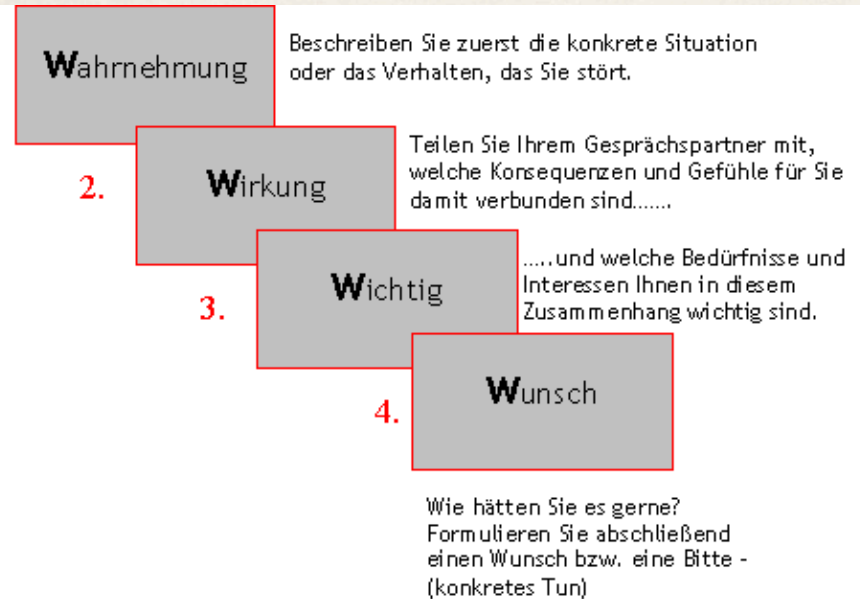 Wahrnehmung
Beschreiben Sie zuerst die konkrete Situation
oder das Verhalten, das Sie stört.
2.
Wirkung
Teilen Sie Ihrem Gesprächspartner mit,
welche Konsequenzen und Gefühle für Sie
damit verbunden sind.......
3.
Wichtig
.....und welche Bedürfnisse und
Interessen Ihnen in diesem
Zusammenhang wichtig sind.
4.
Wunsch
Wie hätten Sie es gerne?
Formulieren Sie abschließend
einen Wunsch bzw. eine Bitte -
(konkretes Tun)